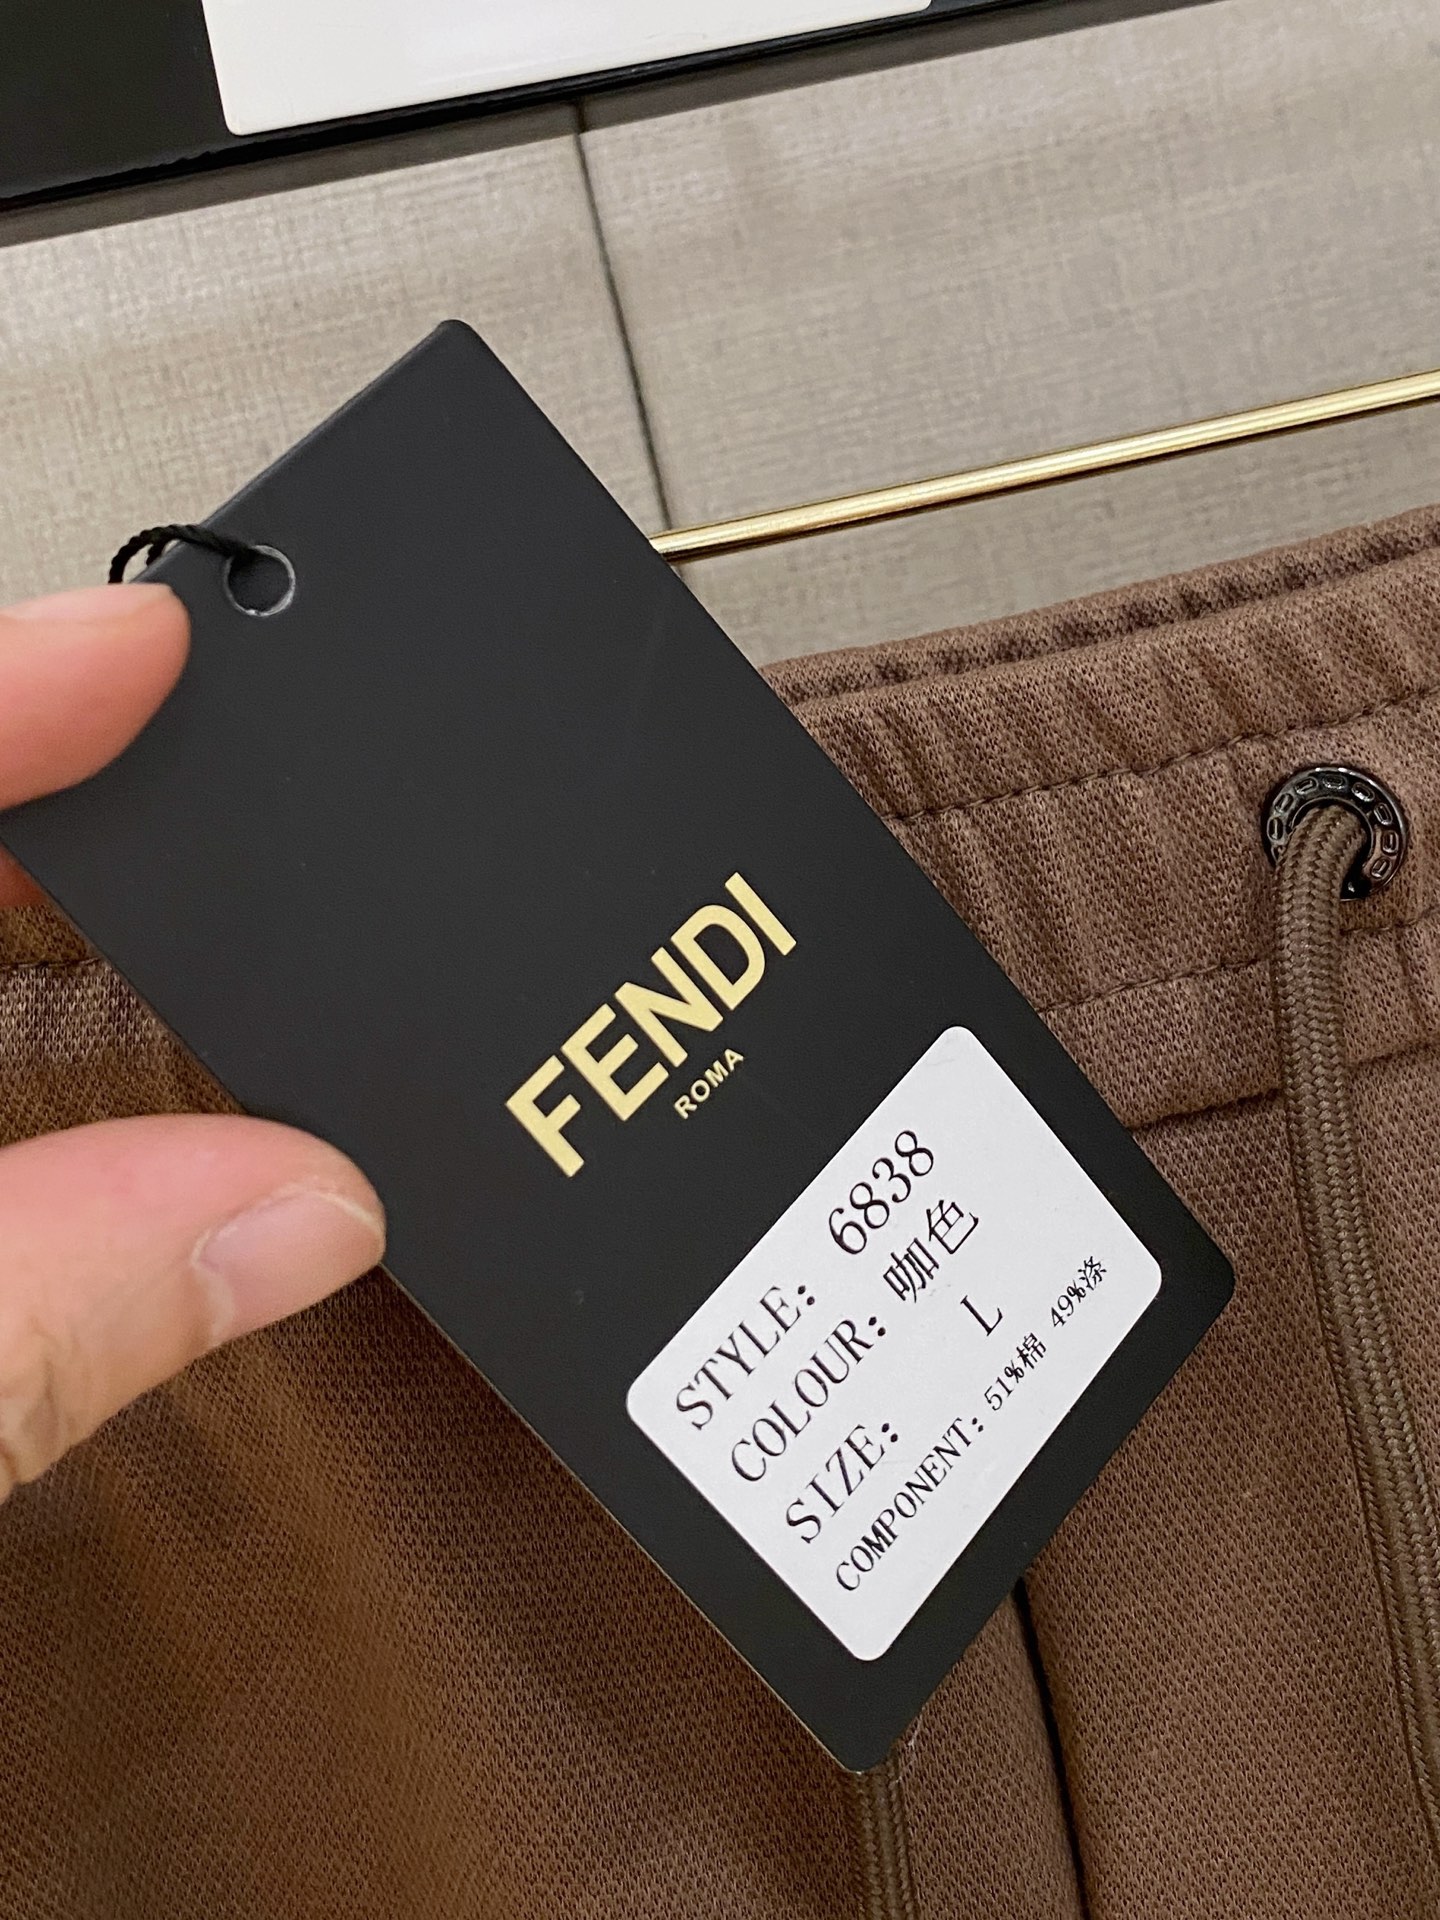 FENDI
ROMA
STYLE: 6838
COLOUR: 咖色
SIZE: L
COMPONENT: 51%棉 49%涤